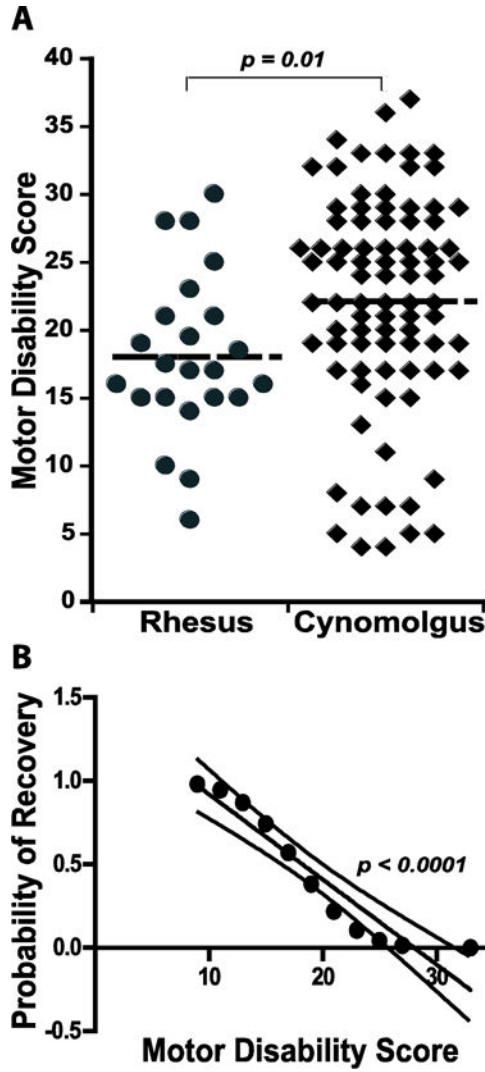 A
p = 0.01
Motor Disability Score
40
35
30
25
20
15
10
5
0
Rhesus
Cynomolgus
B
Probability of Recovery
1.5
1.0
0.5
0.0
-0.5
p < 0.0001
10
20
30
Motor Disability Score